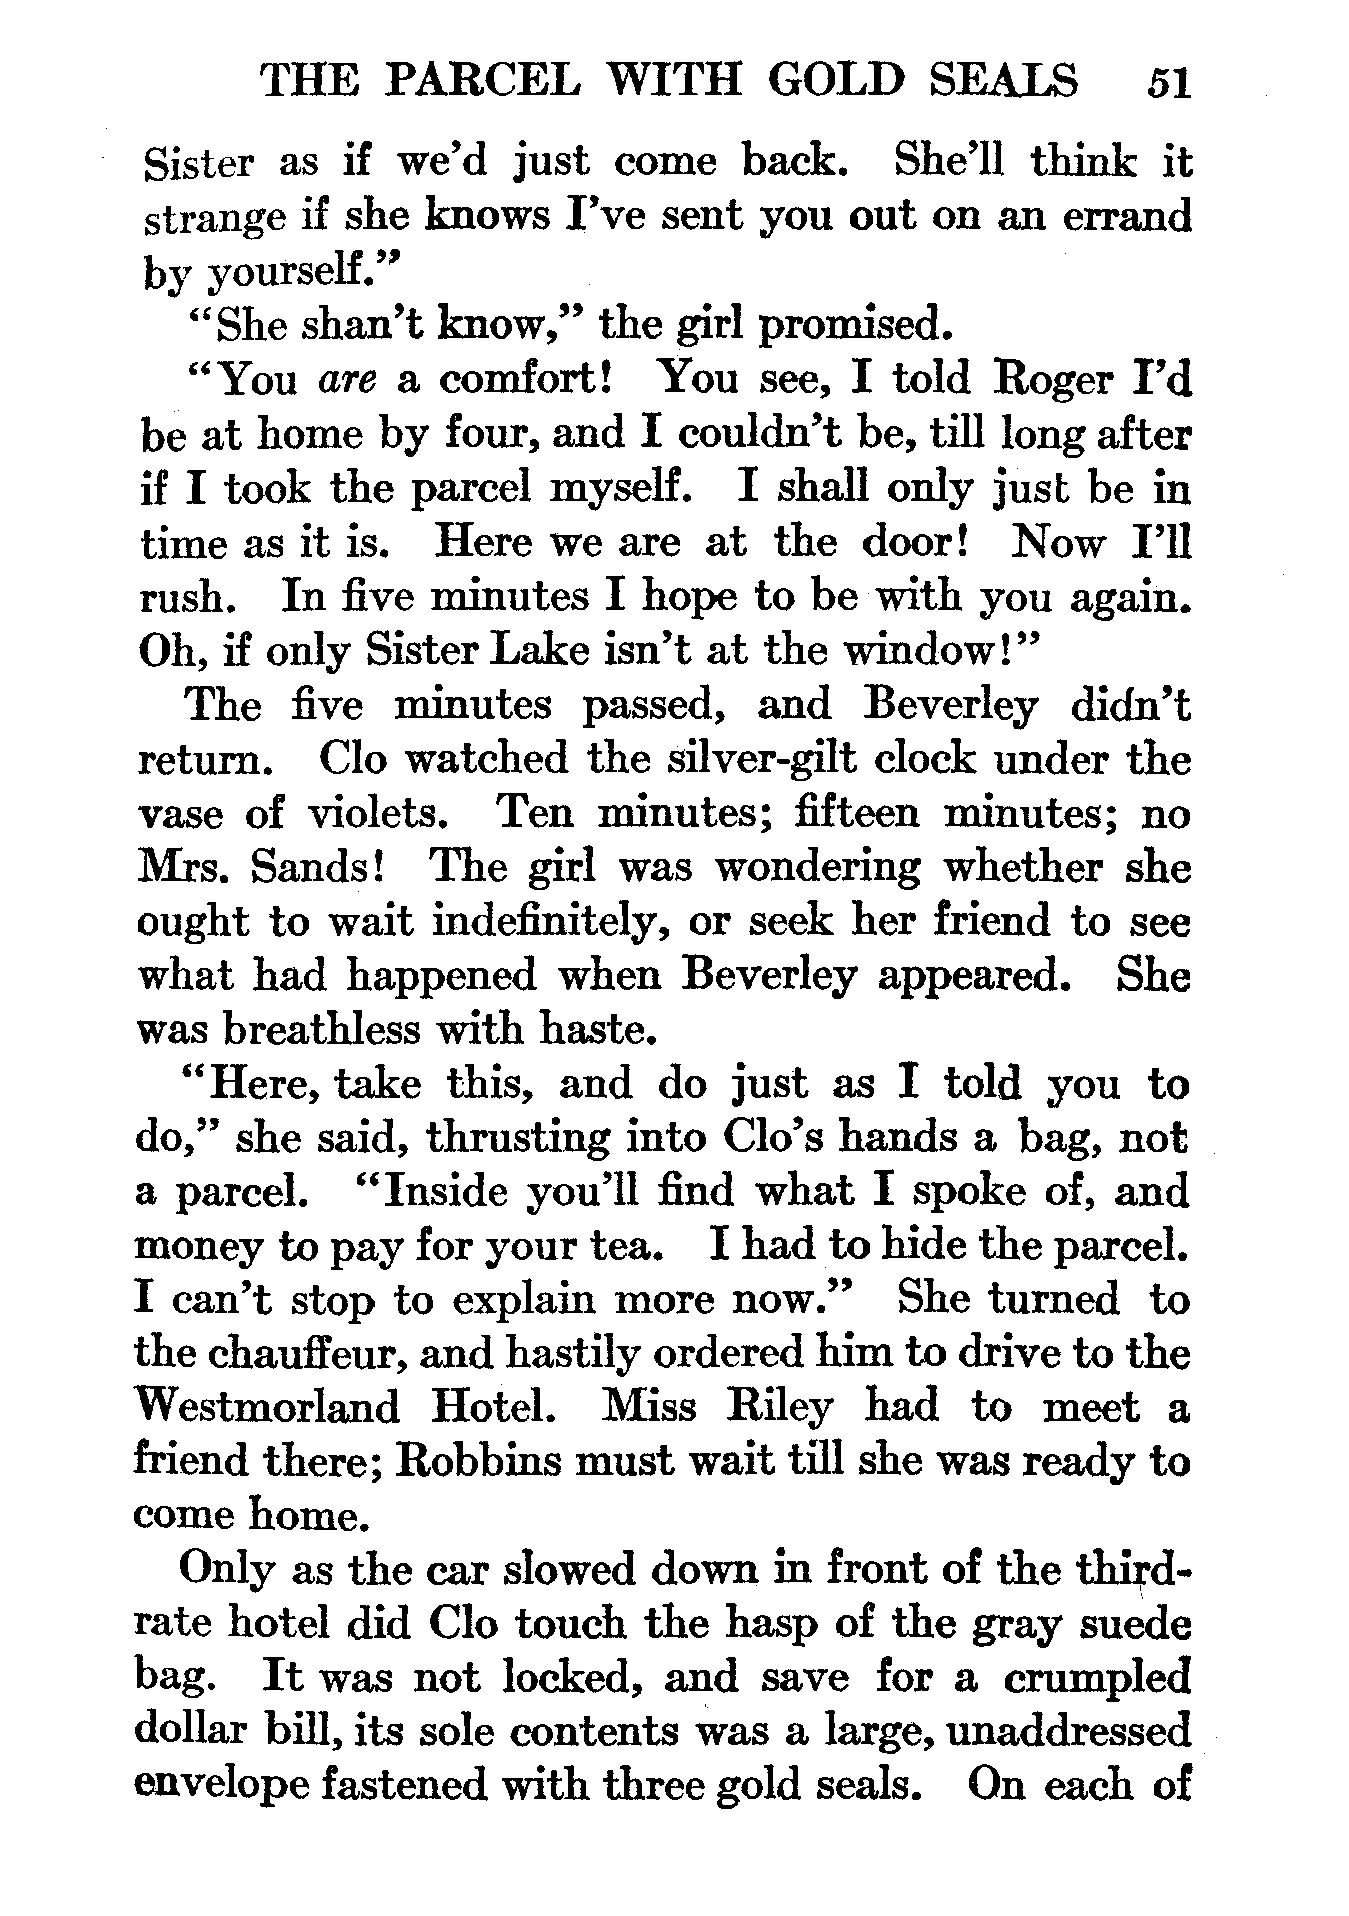 THE PARCEL WITH GOLD SEALS 51
Sister as if we'd just come back. She'll think it
strange if she knows I've sent you out on an errand
by yourself."
"She shan't know," the girl promised.
"You are a comfort! You see, I told Roger I'd
be at home by four, and I couldn't be, till long after
if I took the parcel myself. I shall only just be in
time as it is. Here we are at the door! Now I'll
rush. In five minutes I hope to be with you again.
Oh, if only Sister Lake isn't at the window!"
The five minutes passed, and Beverley didn't
return. Clo watched the silver-gilt clock under the
vase of violets. Ten minutes; fifteen minutes; no
Mrs. Sands! The girl was wondering whether she
ought to wait indefinitely, or seek her friend to see
what had happened when Beverley appeared. She
was breathless with haste.
"Here, take this, and do just as I told you to
do," she said, thrusting into Clo's hands a bag, not
a parcel. "Inside you'll find what I spoke of, and
money to pay for your tea. I had to hide the parcel.
I can't stop to explain more now." She turned to
the chauffeur, and hastily ordered him to drive to the
Westmorland Hotel. Miss Riley had to meet a
friend there; Robbins must wait till she was ready to
come home.
Only as the car slowed down in front of the third-
rate hotel did Clo touch the hasp of the gray suede
bag. It was not locked, and save for a crumpled
dollar bill, its sole contents was a large, unaddressed
envelope fastened with three gold seals. On each of